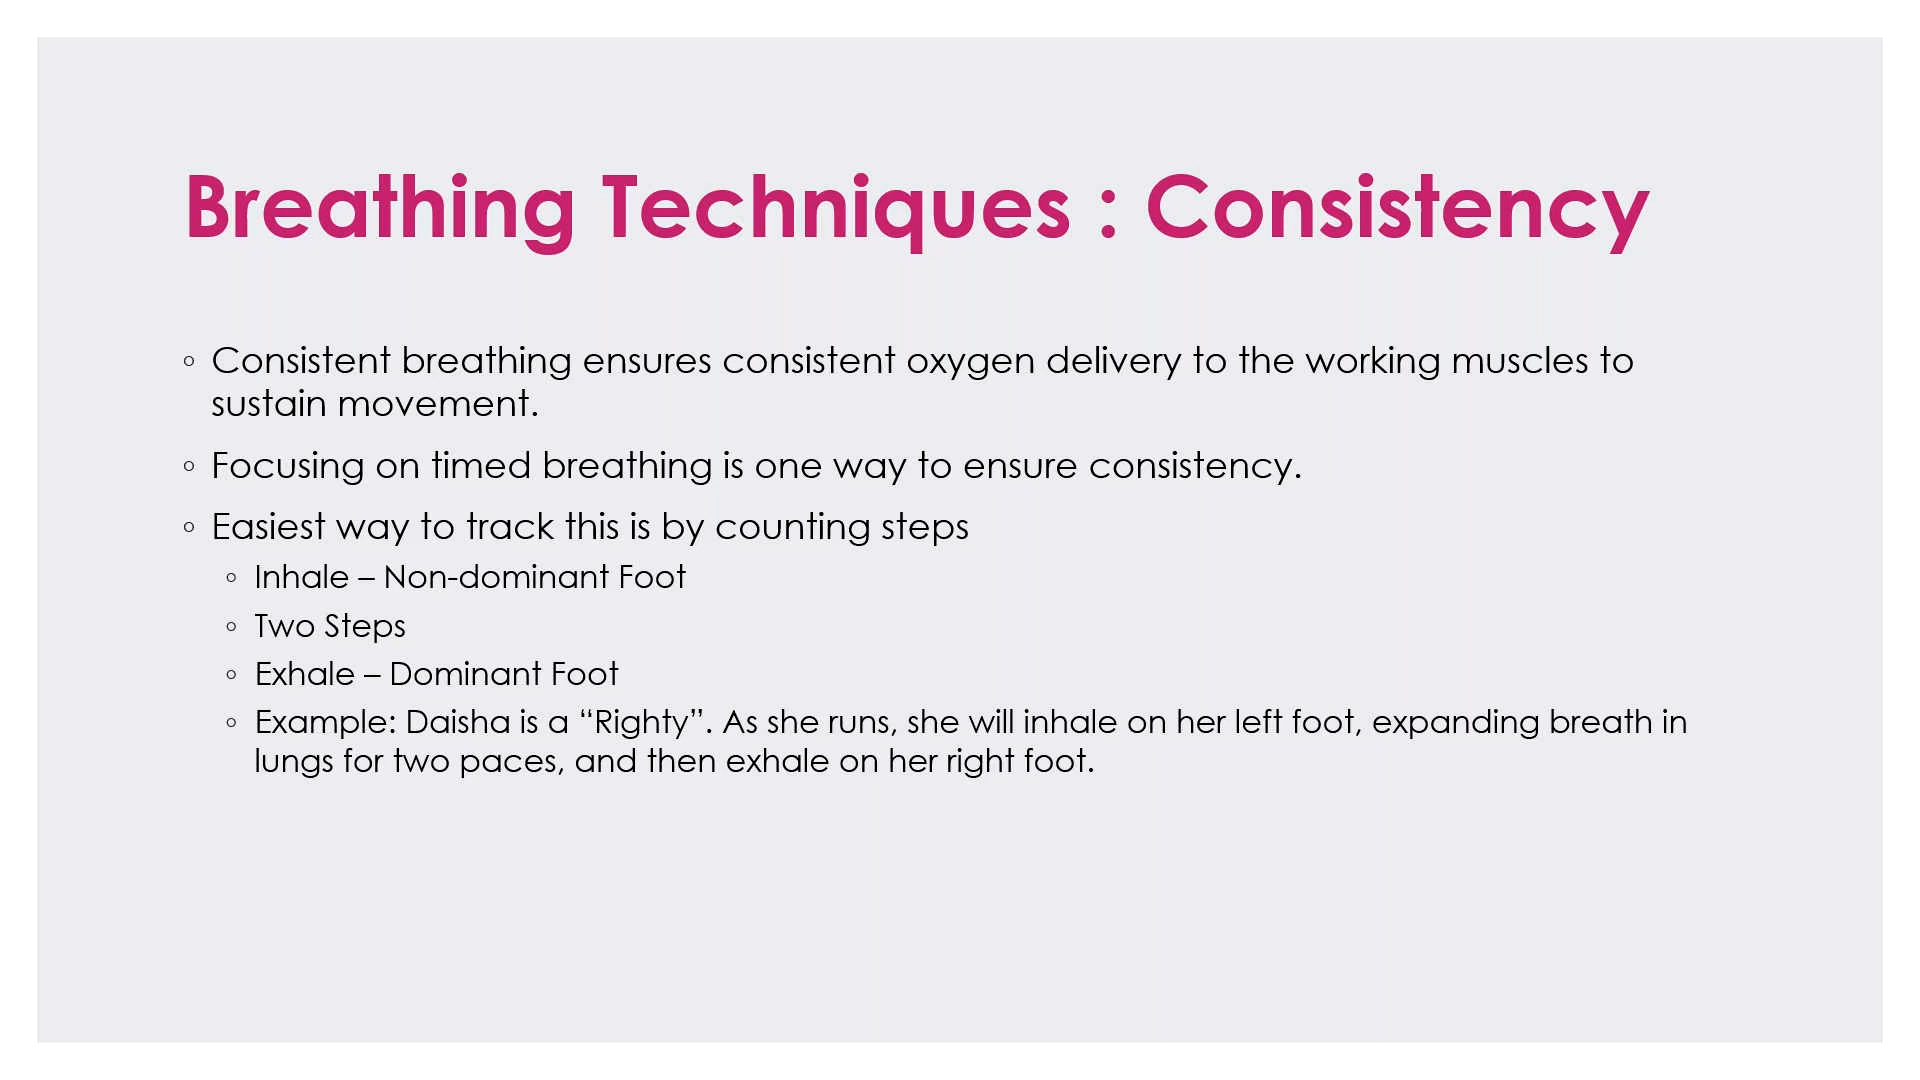 Breathing Techniques : Consistency
◦ Consistent breathing ensures consistent oxygen delivery to the working muscles to
sustain movement.
◦ Focusing on timed breathing is one way to ensure consistency.
◦ Easiest way to track this is by counting steps
◦ Inhale – Non-dominant Foot
◦ Two Steps
◦ Exhale – Dominant Foot
◦ Example: Daisha is a “Righty”. As she runs, she will inhale on her left foot, expanding breath in
lungs for two paces, and then exhale on her right foot.